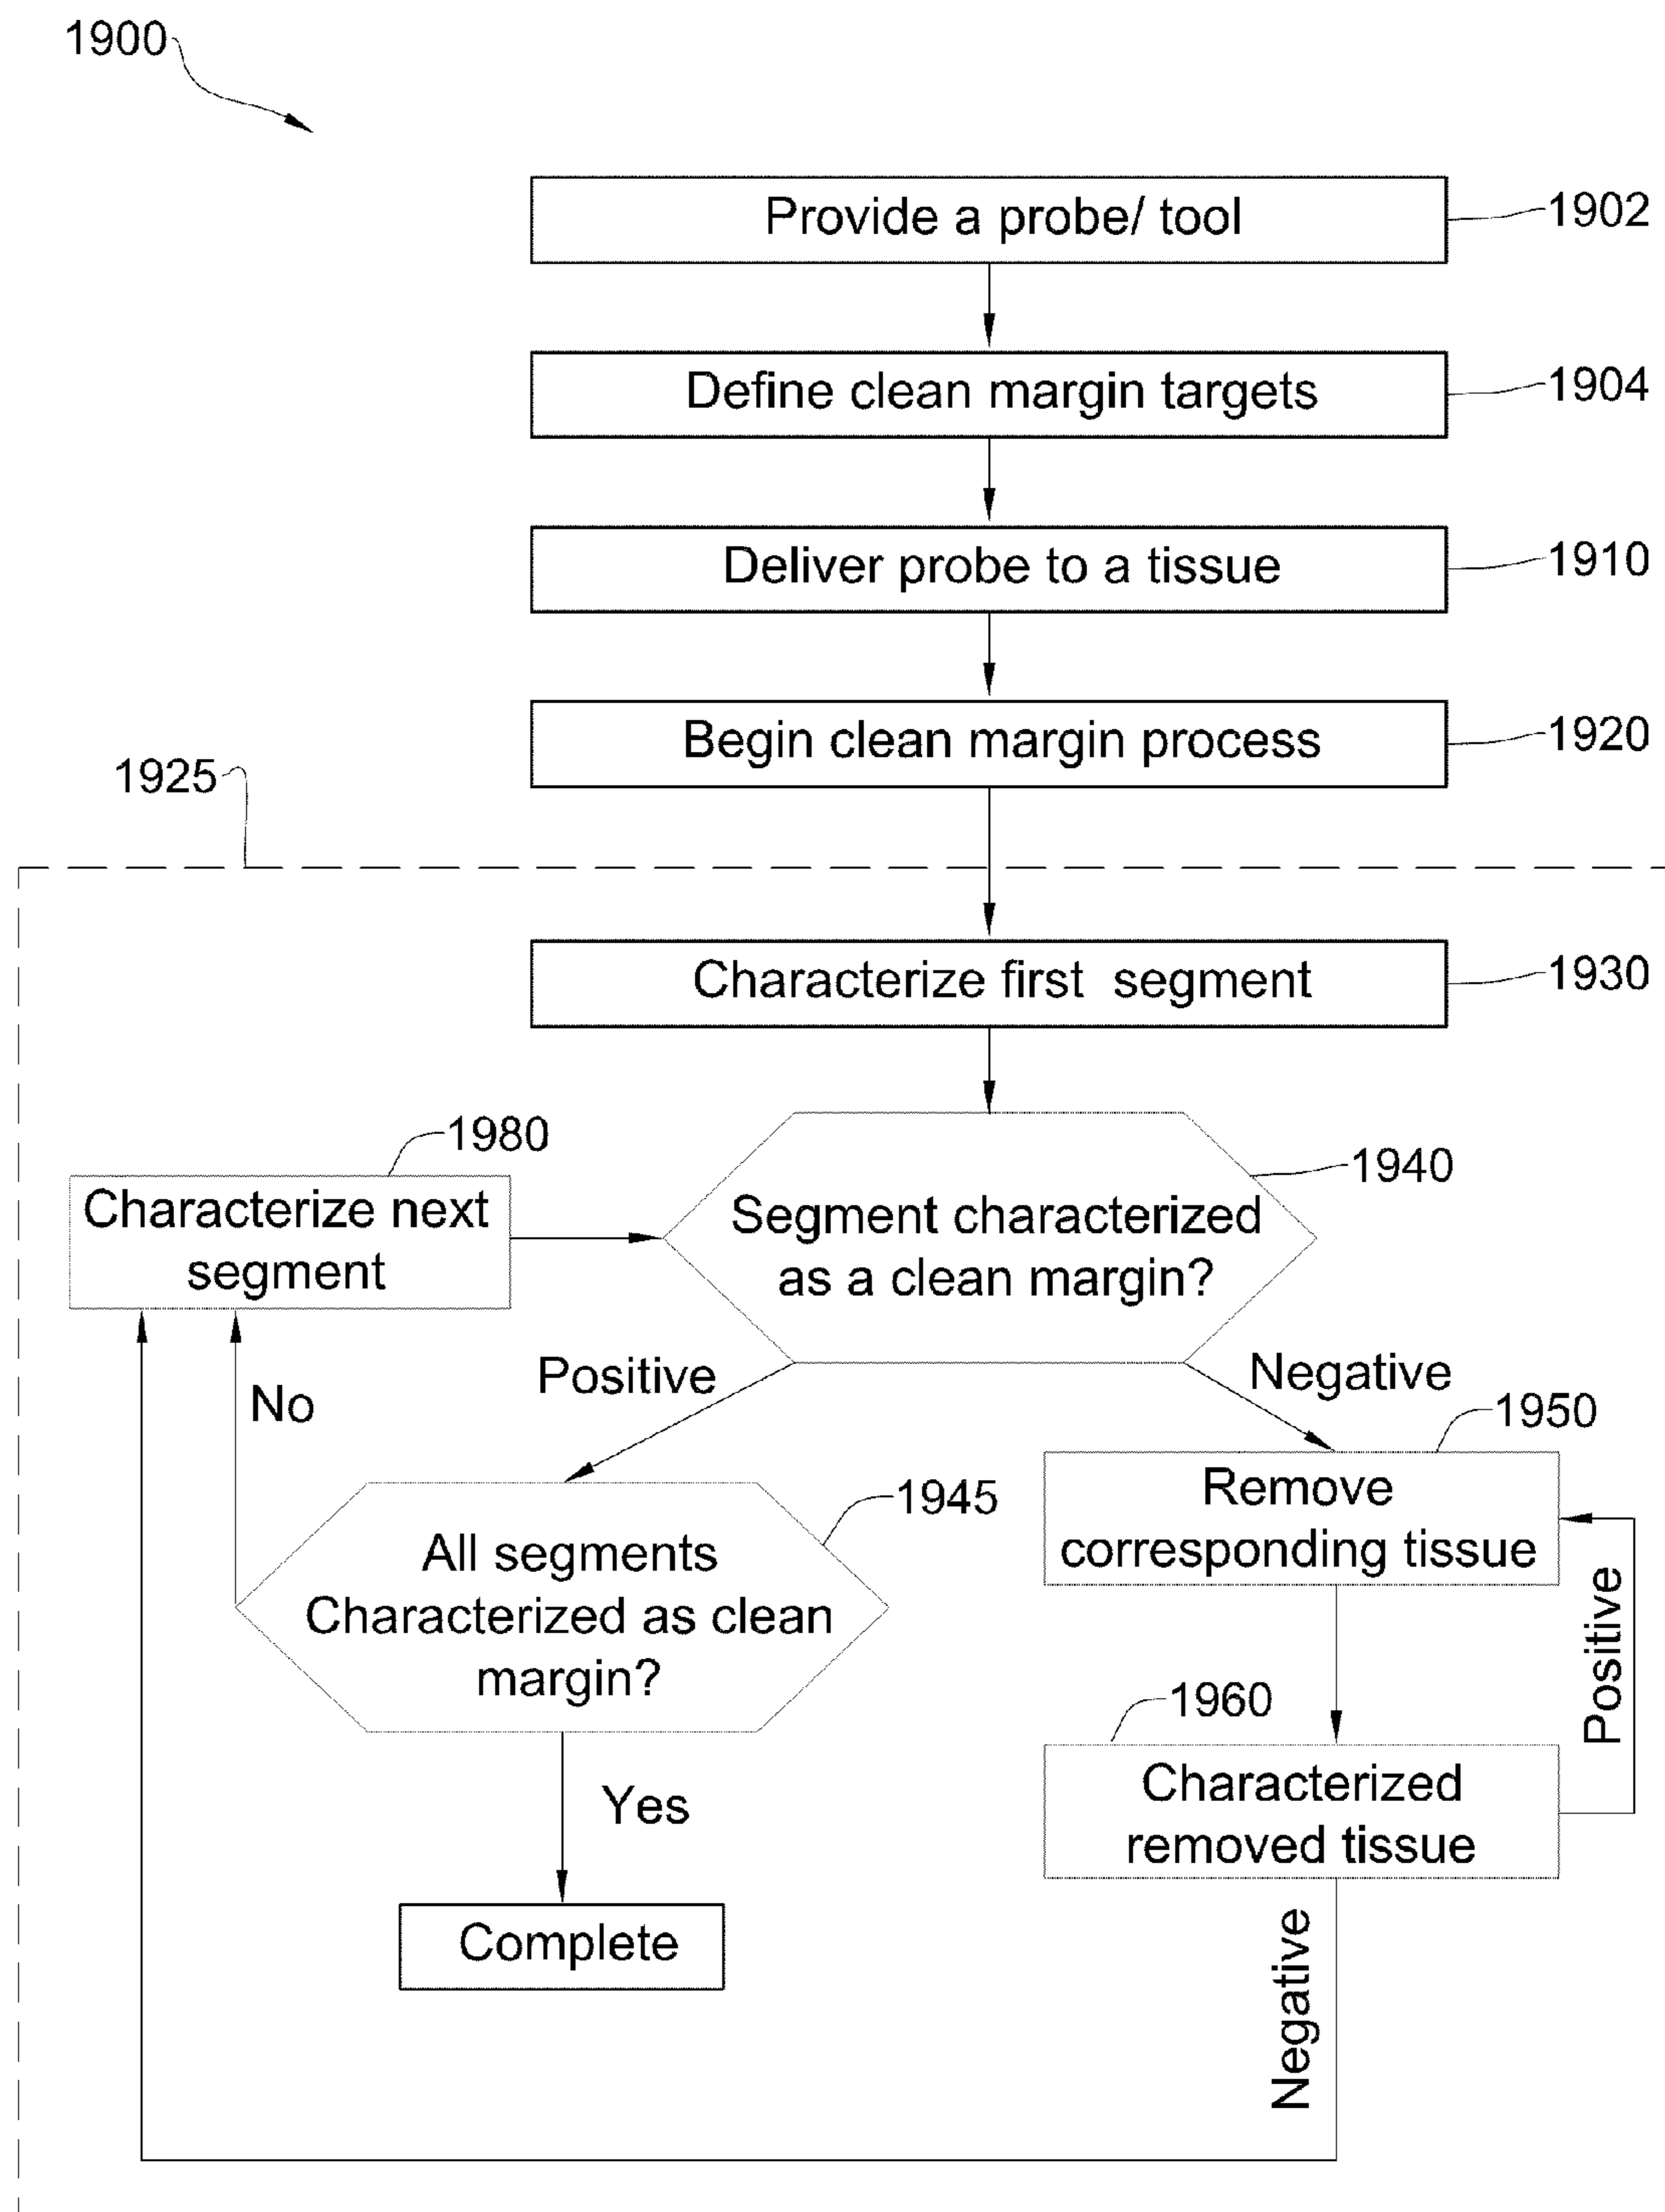 1900
Provide a probe/ tool
1902
Define clean margin targets
1904
Deliver probe to a tissue
1910
Begin clean margin process
1920
1925
Characterize first segment
1930
1980
Characterize next
segment
1940
Segment characterized
as a clean margin?
Positive
Negative
No
1950
Remove
corresponding tissue
1945
All segments
Characterized as clean
margin?
Positive
1960
Characterized
removed tissue
Yes
Complete
Negative